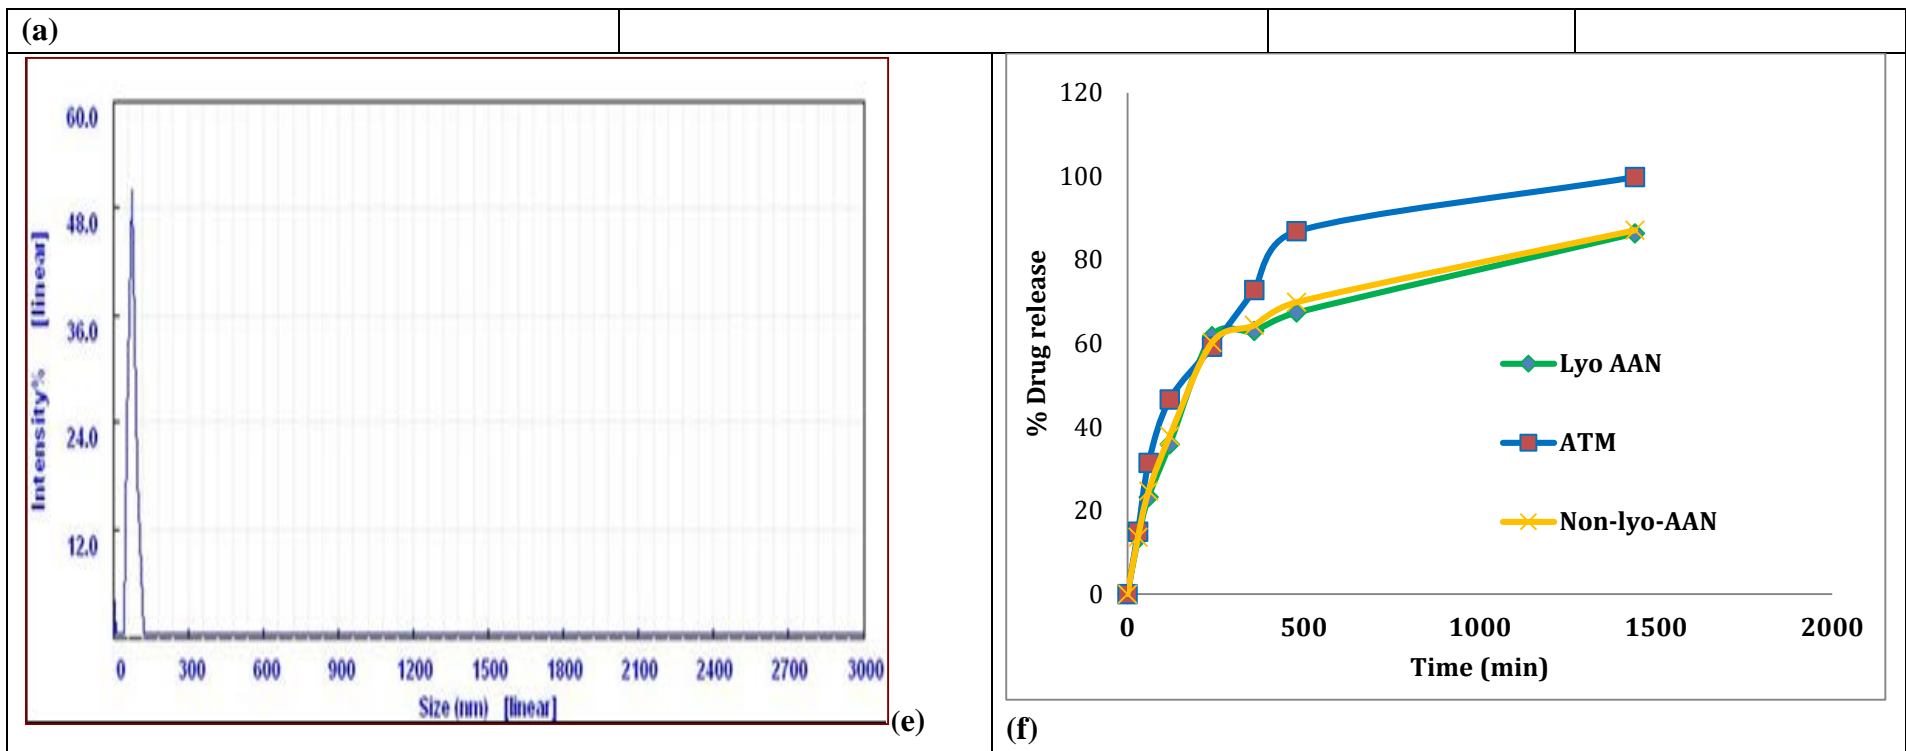 (a)
60.0
48.0
36.0
24.0
12.0
Intensity% [linear]
0 300 600 900 1200 1500 1800 2100 2400 2700 3000
Size (nm) [linear]
(e)
120
100
80
60
40
20
0
% Drug release
0 500 1000 1500 2000
Time (min)
Lyo AAN
ATM
Non-lyo-AAN
(f)